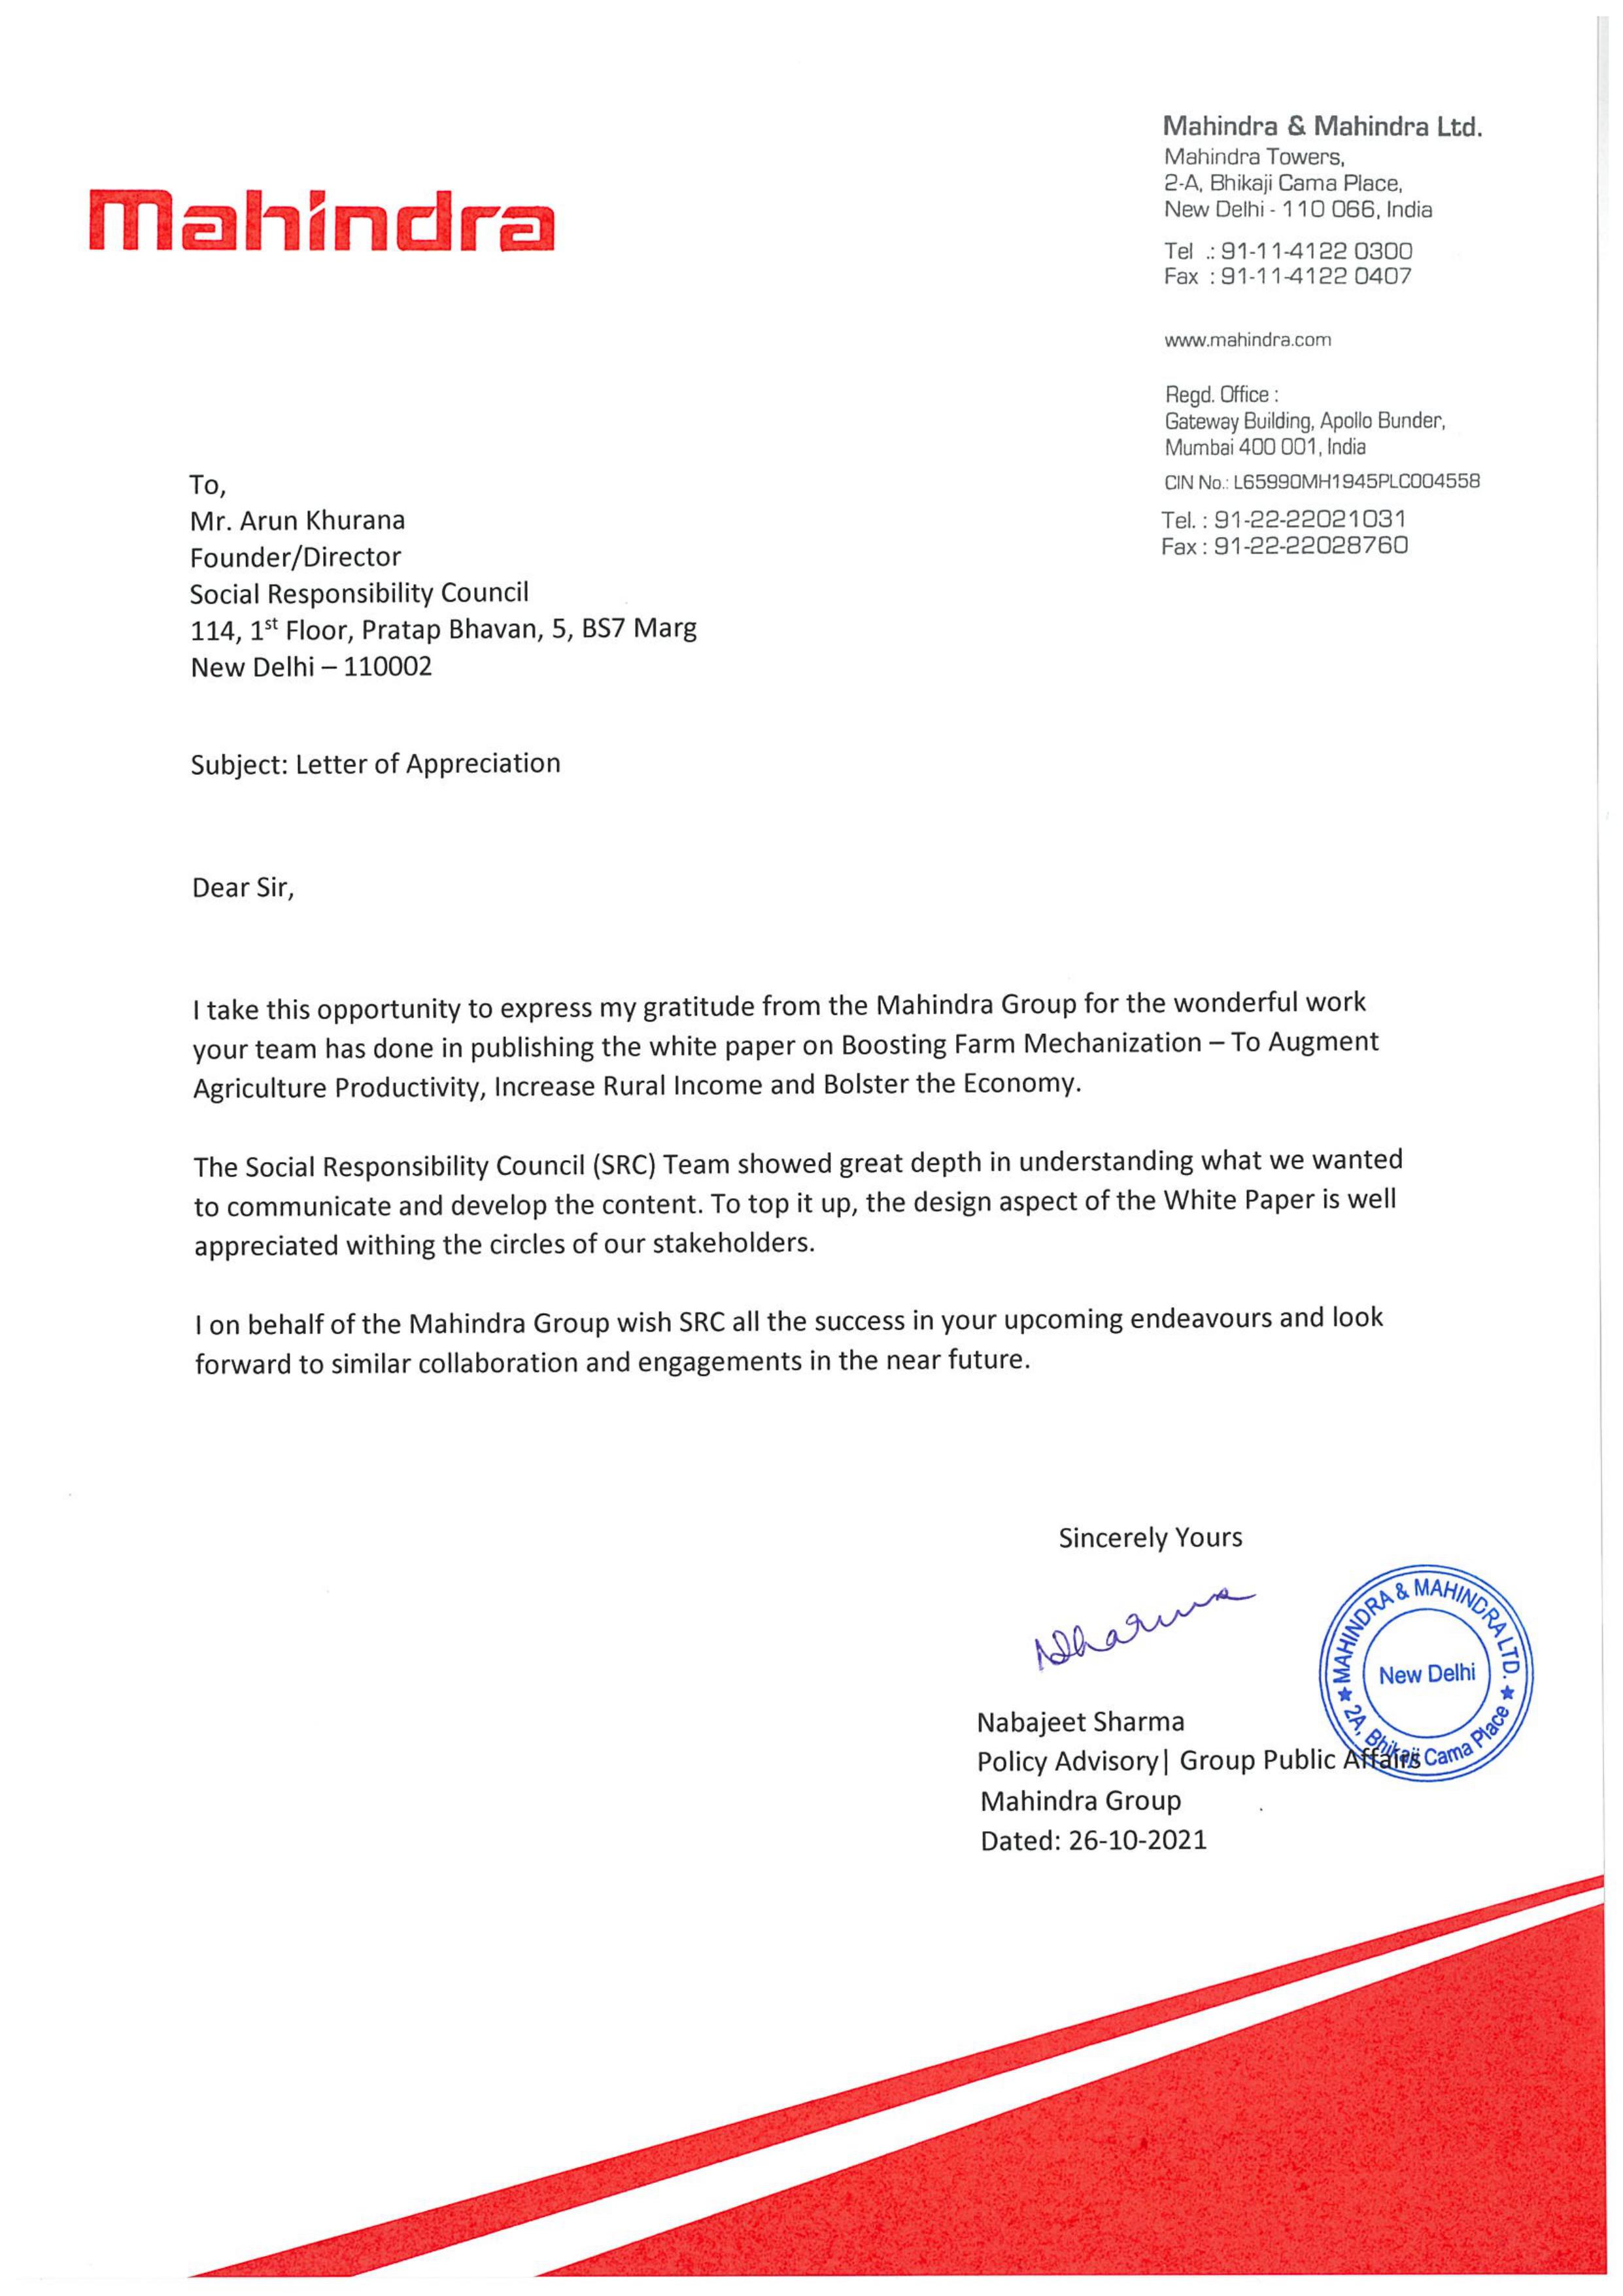 Mahindra
Mahindra & Mahindra Ltd.
Mahindra Towers,
2-A, Bhikaji Cama Place,
New Delhi - 110 066, India
Tel .: 91-11-4122 0300
Fax : 91-11-4122 0407
www.mahindra.com
Regd. Office :
Gateway Building, Apollo Bunder,
Mumbai 400 001, India
CIN No.: L65990MH1945PLC004558
Tel. : 91-22-22021031
Fax : 91-22-22028760
To,
Mr. Arun Khurana
Founder/Director
Social Responsibility Council
114, 1st Floor, Pratap Bhavan, 5, BS7 Marg
New Delhi – 110002
Subject: Letter of Appreciation
Dear Sir,
I take this opportunity to express my gratitude from the Mahindra Group for the wonderful work
your team has done in publishing the white paper on Boosting Farm Mechanization – To Augment
Agriculture Productivity, Increase Rural Income and Bolster the Economy.
The Social Responsibility Council (SRC) Team showed great depth in understanding what we wanted
to communicate and develop the content. To top it up, the design aspect of the White Paper is well
appreciated withing the circles of our stakeholders.
I on behalf of the Mahindra Group wish SRC all the success in your upcoming endeavours and look
forward to similar collaboration and engagements in the near future.
Sincerely Yours
NSharma
Nabajeet Sharma
Policy Advisory| Group Public Affairs
Mahindra Group
Dated: 26-10-2021
★ MAHINDRA & MAHINDRA LTD. ★
2A, Bhikaji Cama Place
New Delhi